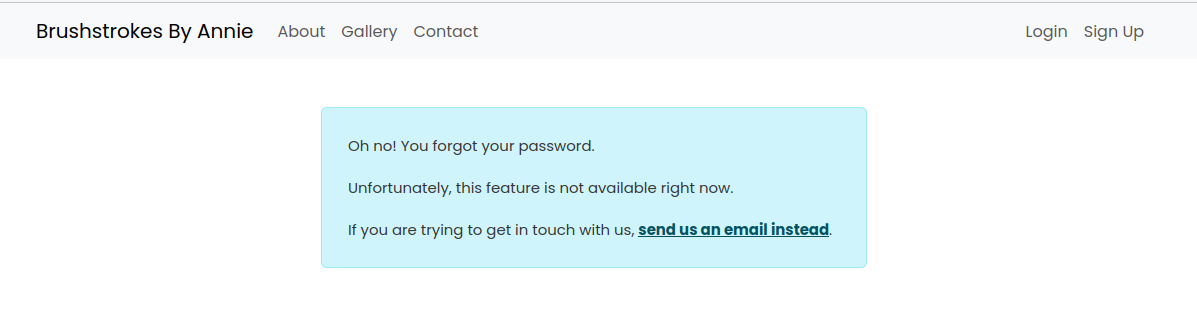 Brushstrokes By Annie About Gallery Contact Login Sign Up
Oh no! You forgot your password.
Unfortunately, this feature is not available right now.
If you are trying to get in touch with us, send us an email instead.